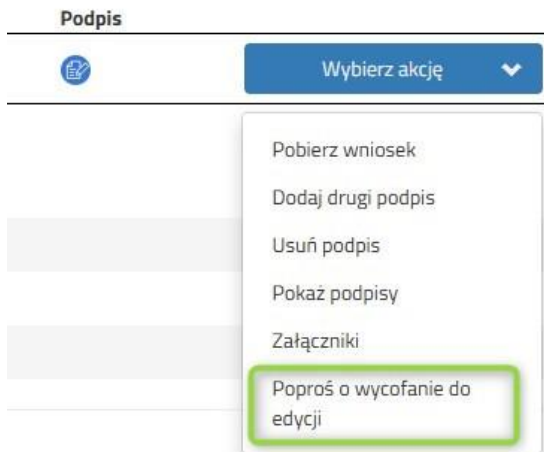 Podpis
Wybierz akcję
Pobierz wniosek
Dodaj drugi podpis
Usuń podpis
Pokaż podpisy
Załączniki
Poproś o wycofanie do
edycji